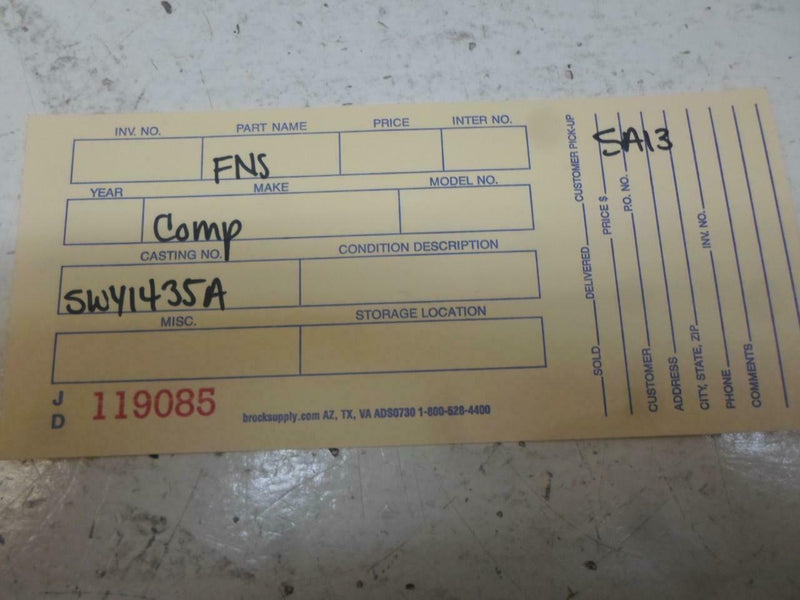 INV. NO. PART NAME PRICE INTER NO.
FNS
YEAR MAKE MODEL NO.
Comp
CASTING NO. CONDITION DESCRIPTION
SWY1435A
MISC. STORAGE LOCATION
J D 119085
brocksupply.com AZ, TX, VA ADS0730 1-800-528-4400
SOLD DELIVERED CUSTOMER PICK-UP
5A13
PRICE $
P.O. NO.
CUSTOMER
ADDRESS
CITY, STATE, ZIP INV. NO.
PHONE
COMMENTS